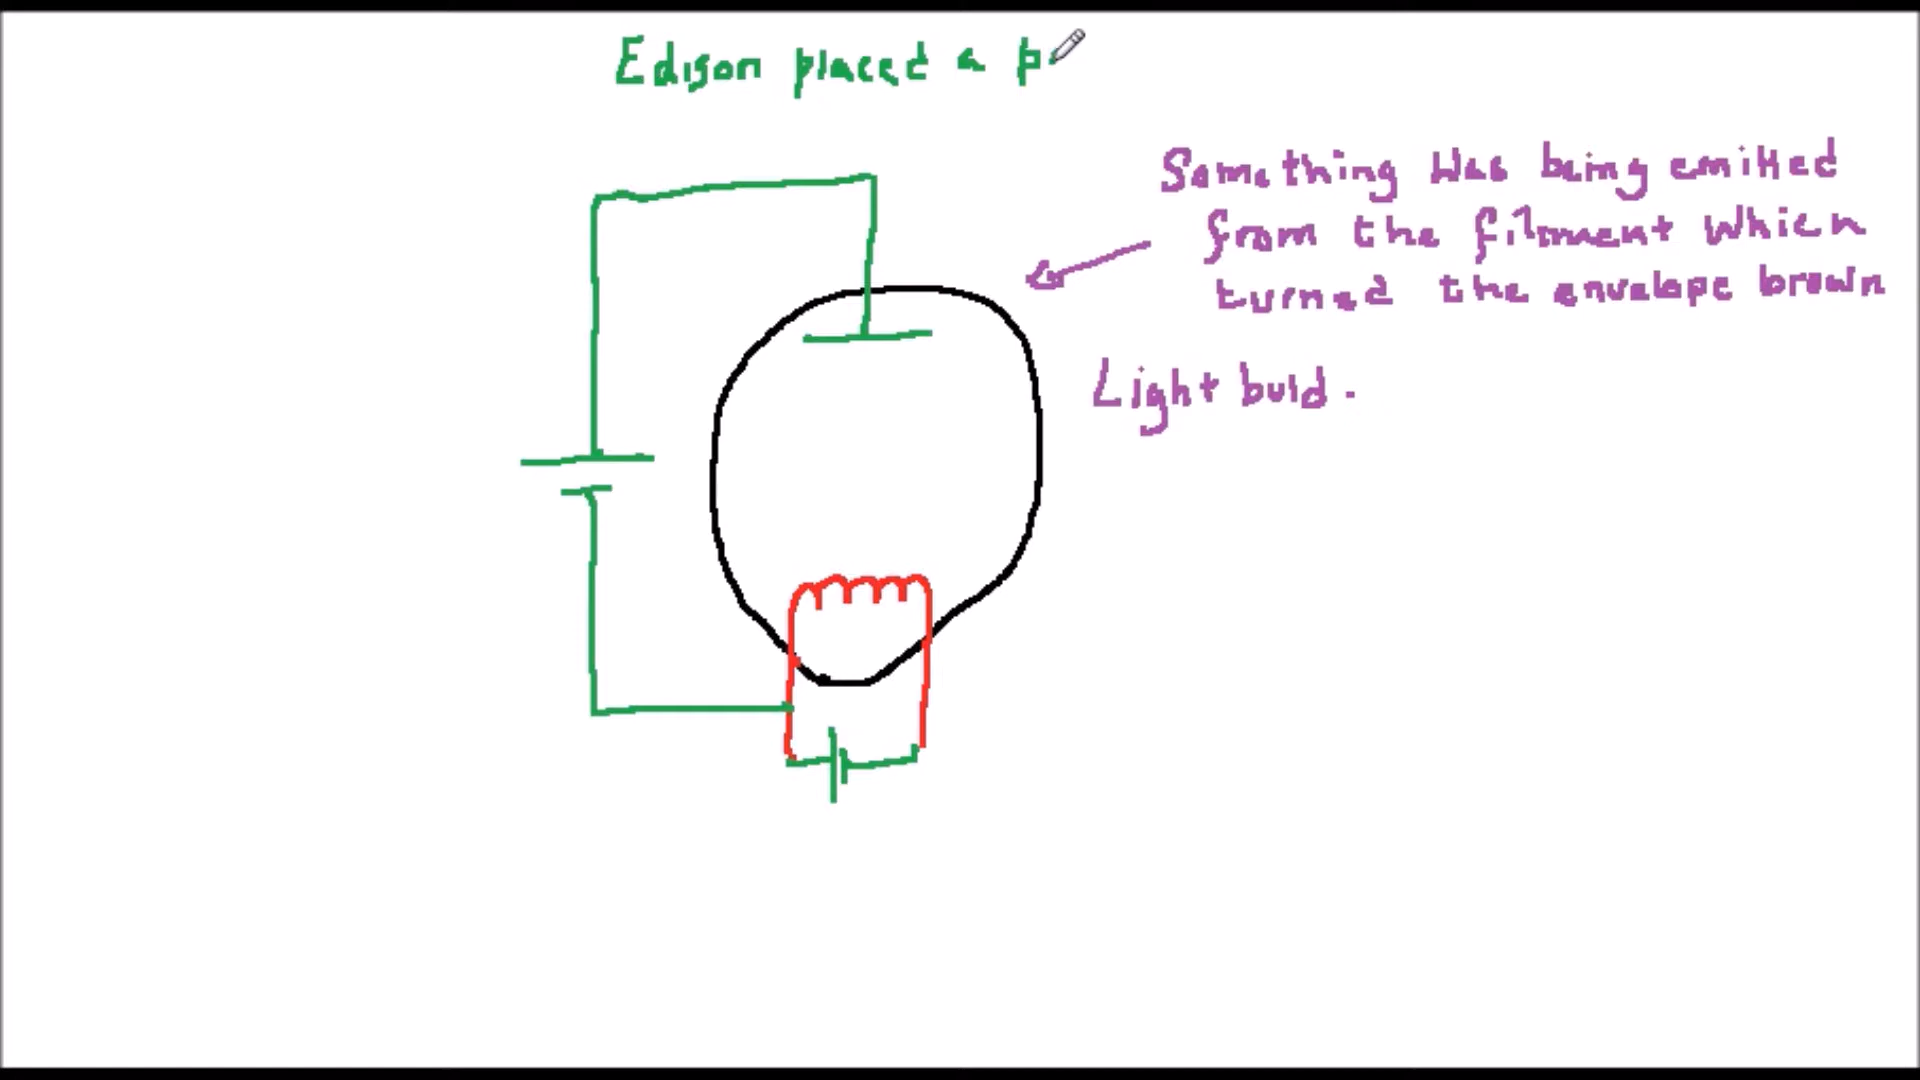 Edison placed a p
Something was being emitted
from the filment which
turned the envelope brown
Light buld.